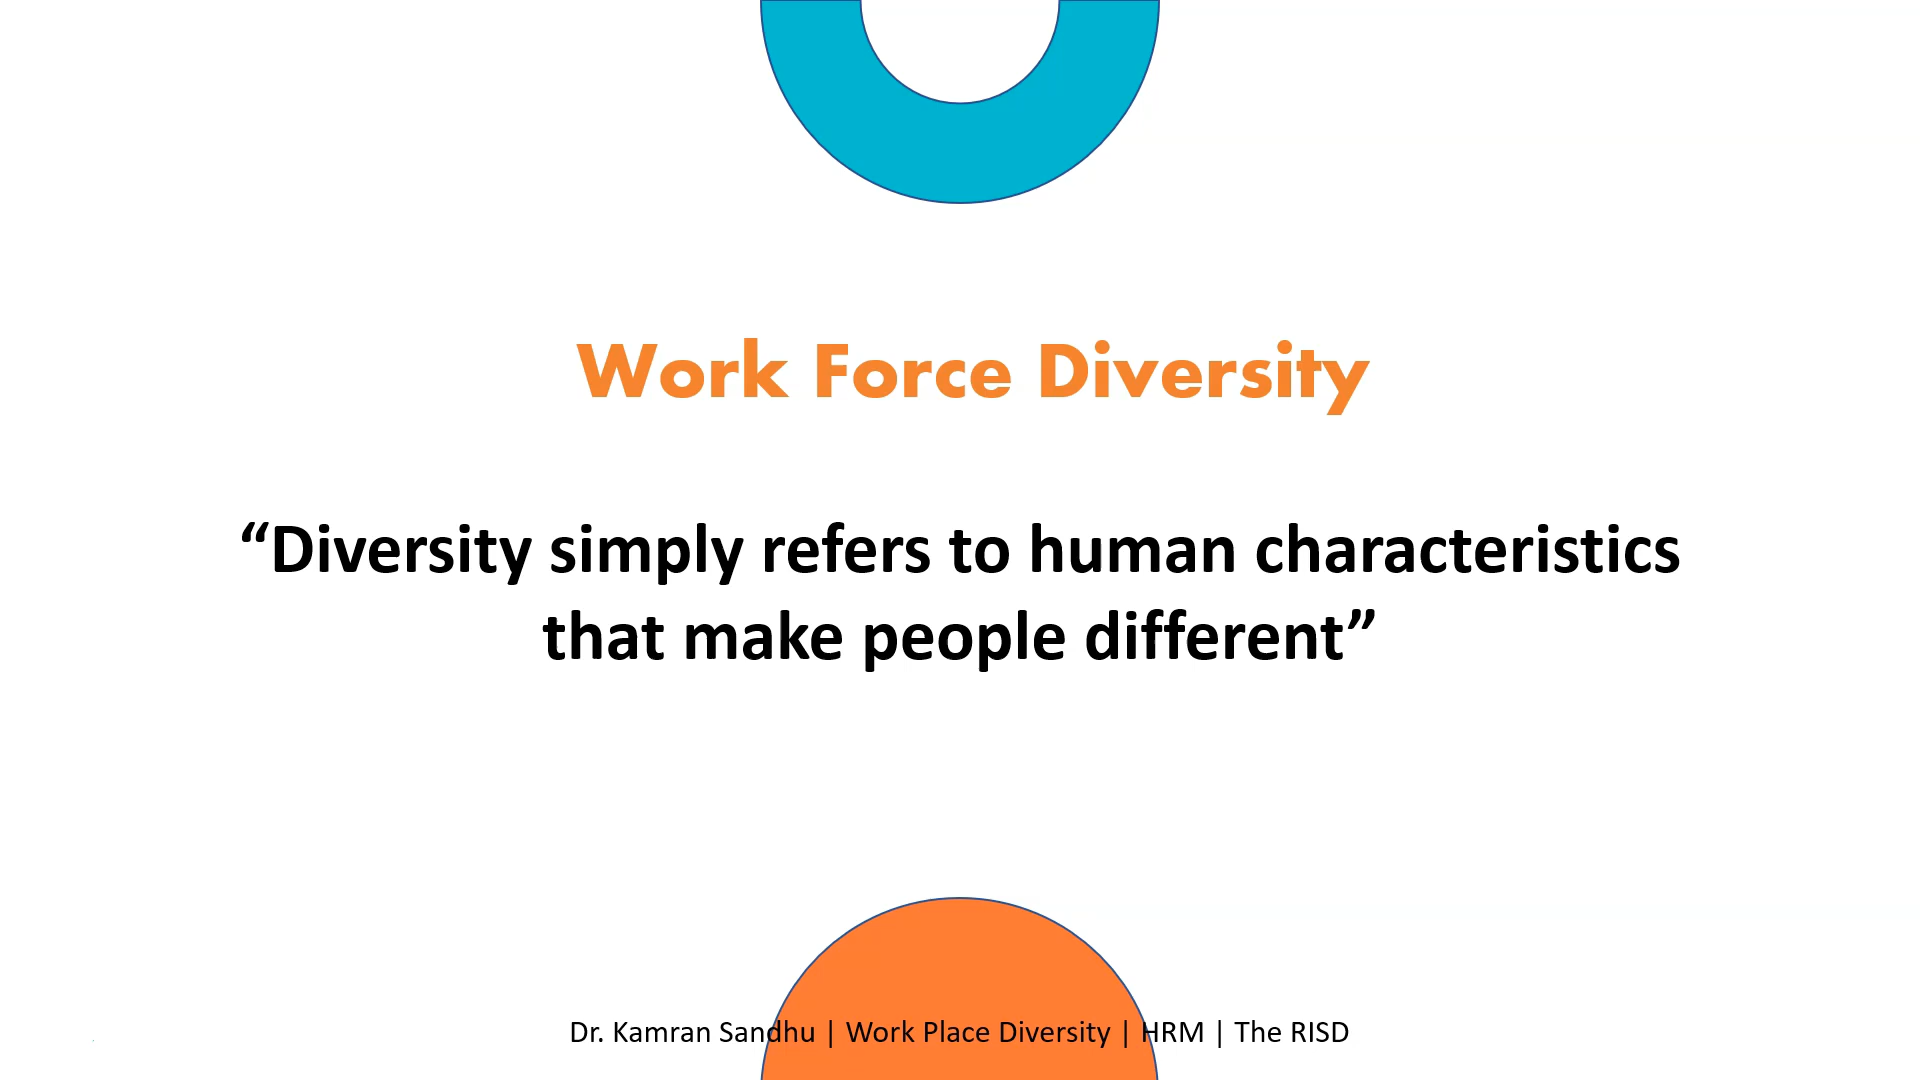 Work Force Diversity
“Diversity simply refers to human characteristics
that make people different”
Dr. Kamran Sandhu | Work Place Diversity | HRM | The RISD